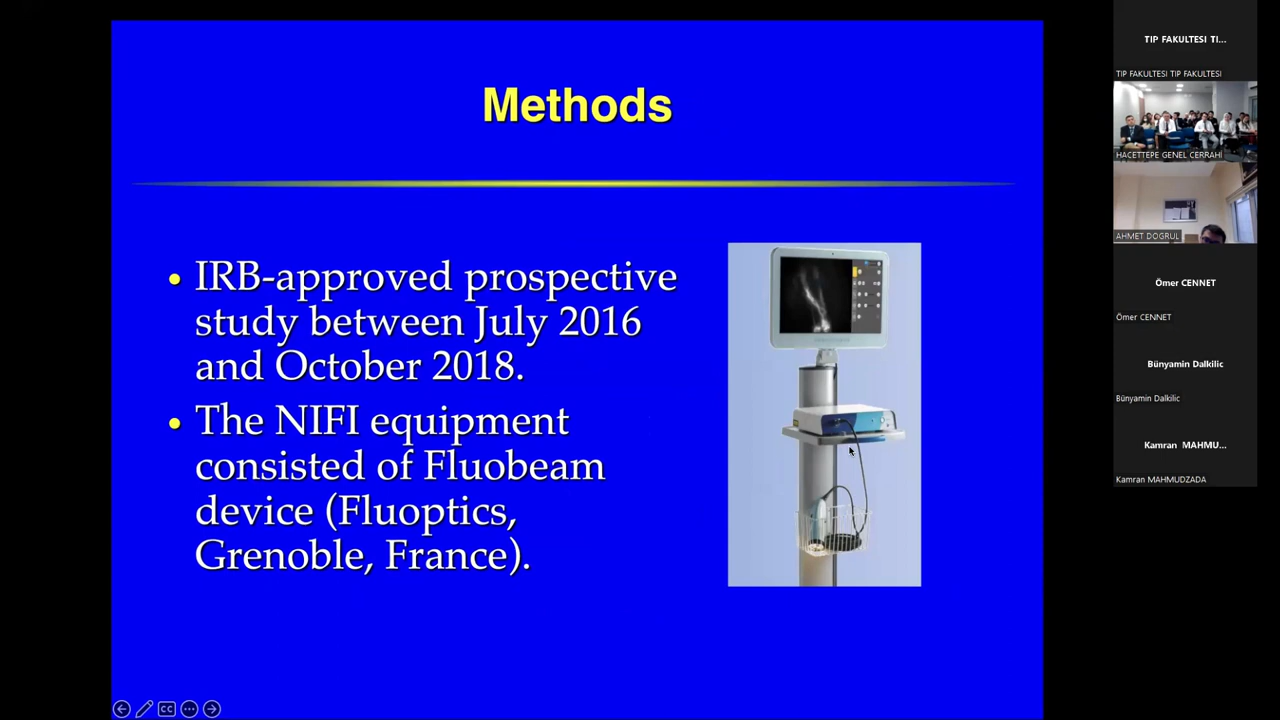 Methods
• IRB-approved prospective
study between July 2016
and October 2018.
• The NIFI equipment
consisted of Fluobeam
device (Fluoptics,
Grenoble, France).
TIP FAKULTESI TI...
TIP FAKULTESI TIP FAKULTESI
HACETTEPE GENEL CERRAHİ
AHMET DOGRUL
Ömer CENNET
Ömer CENNET
Bünyamin Dalkilic
Bünyamin Dalkilic
Kamran MAHMU...
Kamran MAHMUDZADA
CC